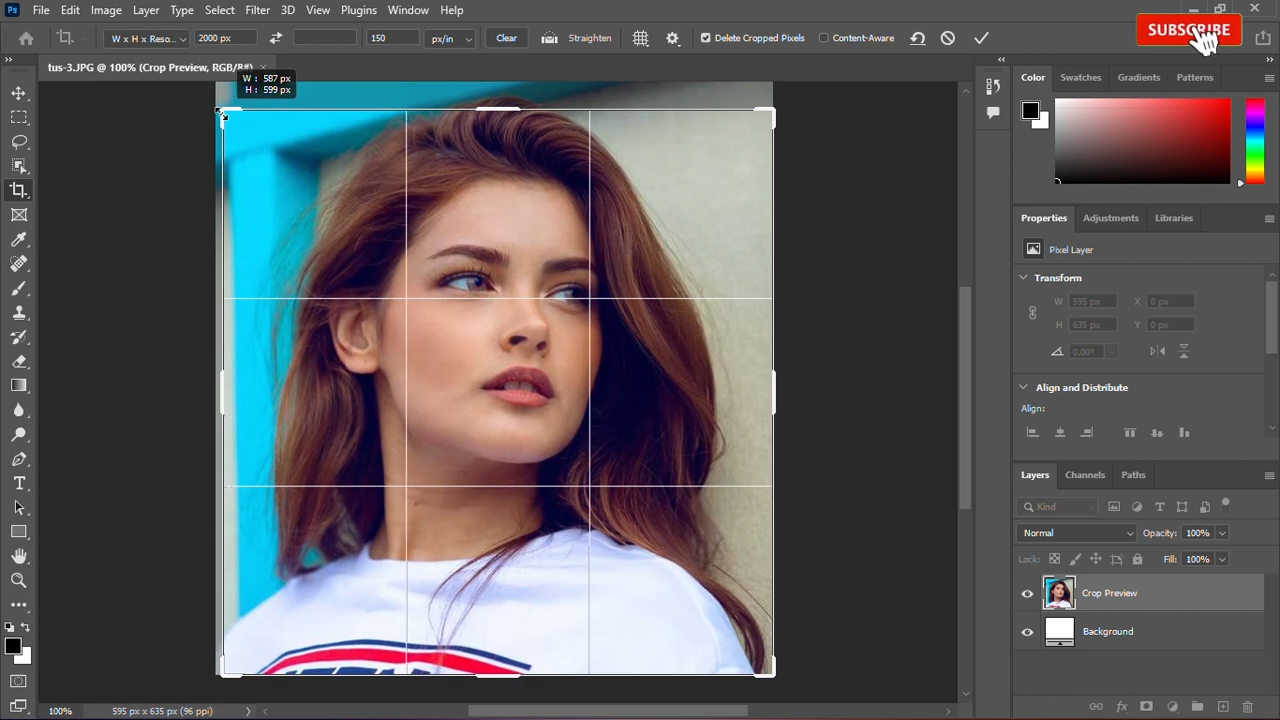 Ps File Edit Image Layer Type Select Filter 3D View Plugins Window Help
SUBSCRIBE
W x H x Reso... 2000 px 150 px/in Clear Straighten Delete Cropped Pixels Content-Aware
tus-3.JPG @ 100% (Crop Preview, RGB/8#)
W : 587 px
H : 599 px
Color Swatches Gradients Patterns
Properties Adjustments Libraries
Pixel Layer
Transform
W 595 px X 0 px
H 635 px Y 0 px
0.00°
Align and Distribute
Align:
Layers Channels Paths
Kind
Normal Opacity: 100%
Lock: Fill: 100%
Crop Preview
Background
100% 595 px x 635 px (96 ppi)